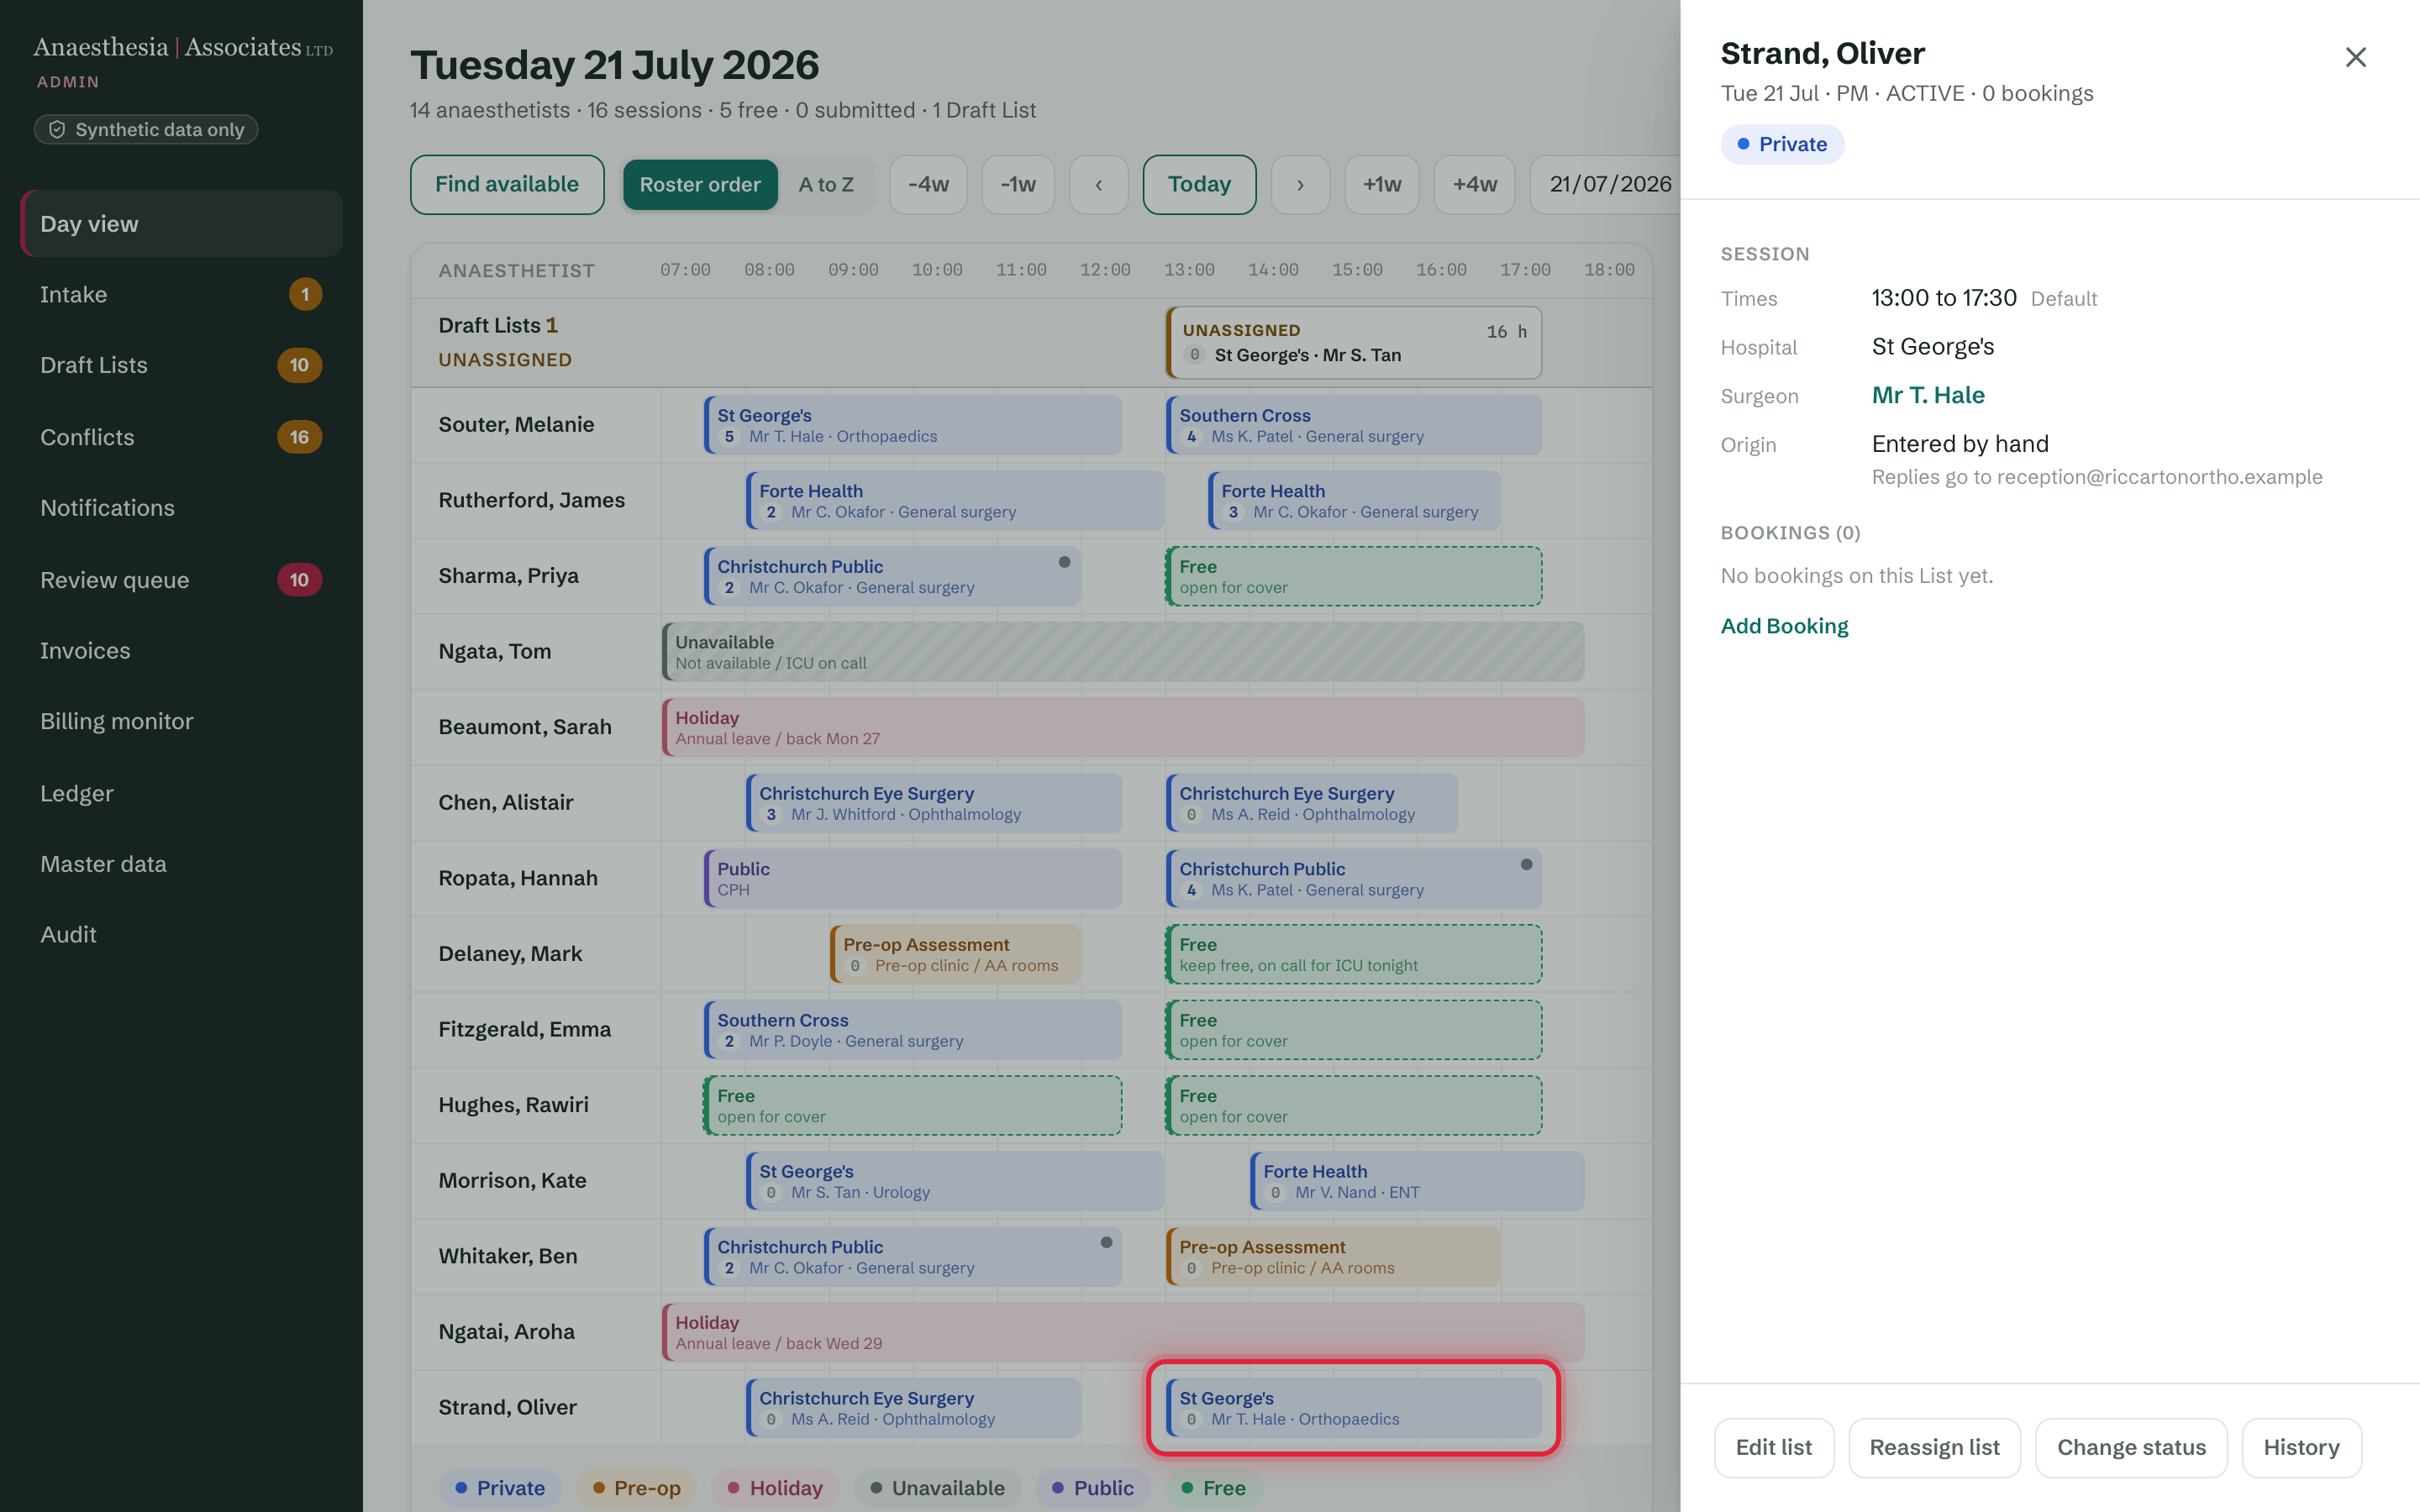 Anaesthesia | Associates LTD
ADMIN
Synthetic data only
Day view
Intake 1
Draft Lists 10
Conflicts 16
Notifications
Review queue 10
Invoices
Billing monitor
Ledger
Master data
Audit
Tuesday 21 July 2026
14 anaesthetists · 16 sessions · 5 free · 0 submitted · 1 Draft List
Find available Roster order A to Z -4w -1w ‹ Today › +1w +4w 21/07/2026
ANAESTHETIST 07:00 08:00 09:00 10:00 11:00 12:00 13:00 14:00 15:00 16:00 17:00 18:00
Draft Lists 1
UNASSIGNED
UNASSIGNED 16 h
0 St George's · Mr S. Tan
Souter, Melanie
St George's
5 Mr T. Hale · Orthopaedics
Southern Cross
4 Ms K. Patel · General surgery
Rutherford, James
Forte Health
2 Mr C. Okafor · General surgery
Forte Health
3 Mr C. Okafor · General surgery
Sharma, Priya
Christchurch Public
2 Mr C. Okafor · General surgery
Free
open for cover
Ngata, Tom
Unavailable
Not available / ICU on call
Beaumont, Sarah
Holiday
Annual leave / back Mon 27
Chen, Alistair
Christchurch Eye Surgery
3 Mr J. Whitford · Ophthalmology
Christchurch Eye Surgery
0 Ms A. Reid · Ophthalmology
Ropata, Hannah
Public
CPH
Christchurch Public
4 Ms K. Patel · General surgery
Delaney, Mark
Pre-op Assessment
0 Pre-op clinic / AA rooms
Free
keep free, on call for ICU tonight
Fitzgerald, Emma
Southern Cross
2 Mr P. Doyle · General surgery
Free
open for cover
Hughes, Rawiri
Free
open for cover
Free
open for cover
Morrison, Kate
St George's
0 Mr S. Tan · Urology
Forte Health
0 Mr V. Nand · ENT
Whitaker, Ben
Christchurch Public
2 Mr C. Okafor · General surgery
Pre-op Assessment
0 Pre-op clinic / AA rooms
Ngatai, Aroha
Holiday
Annual leave / back Wed 29
Strand, Oliver
Christchurch Eye Surgery
0 Ms A. Reid · Ophthalmology
St George's
0 Mr T. Hale · Orthopaedics
Private Pre-op Holiday Unavailable Public Free
Strand, Oliver
Tue 21 Jul · PM · ACTIVE · 0 bookings
Private
SESSION
Times 13:00 to 17:30 Default
Hospital St George's
Surgeon Mr T. Hale
Origin Entered by hand
Replies go to reception@riccartonortho.example
BOOKINGS (0)
No bookings on this List yet.
Add Booking
Edit list Reassign list Change status History